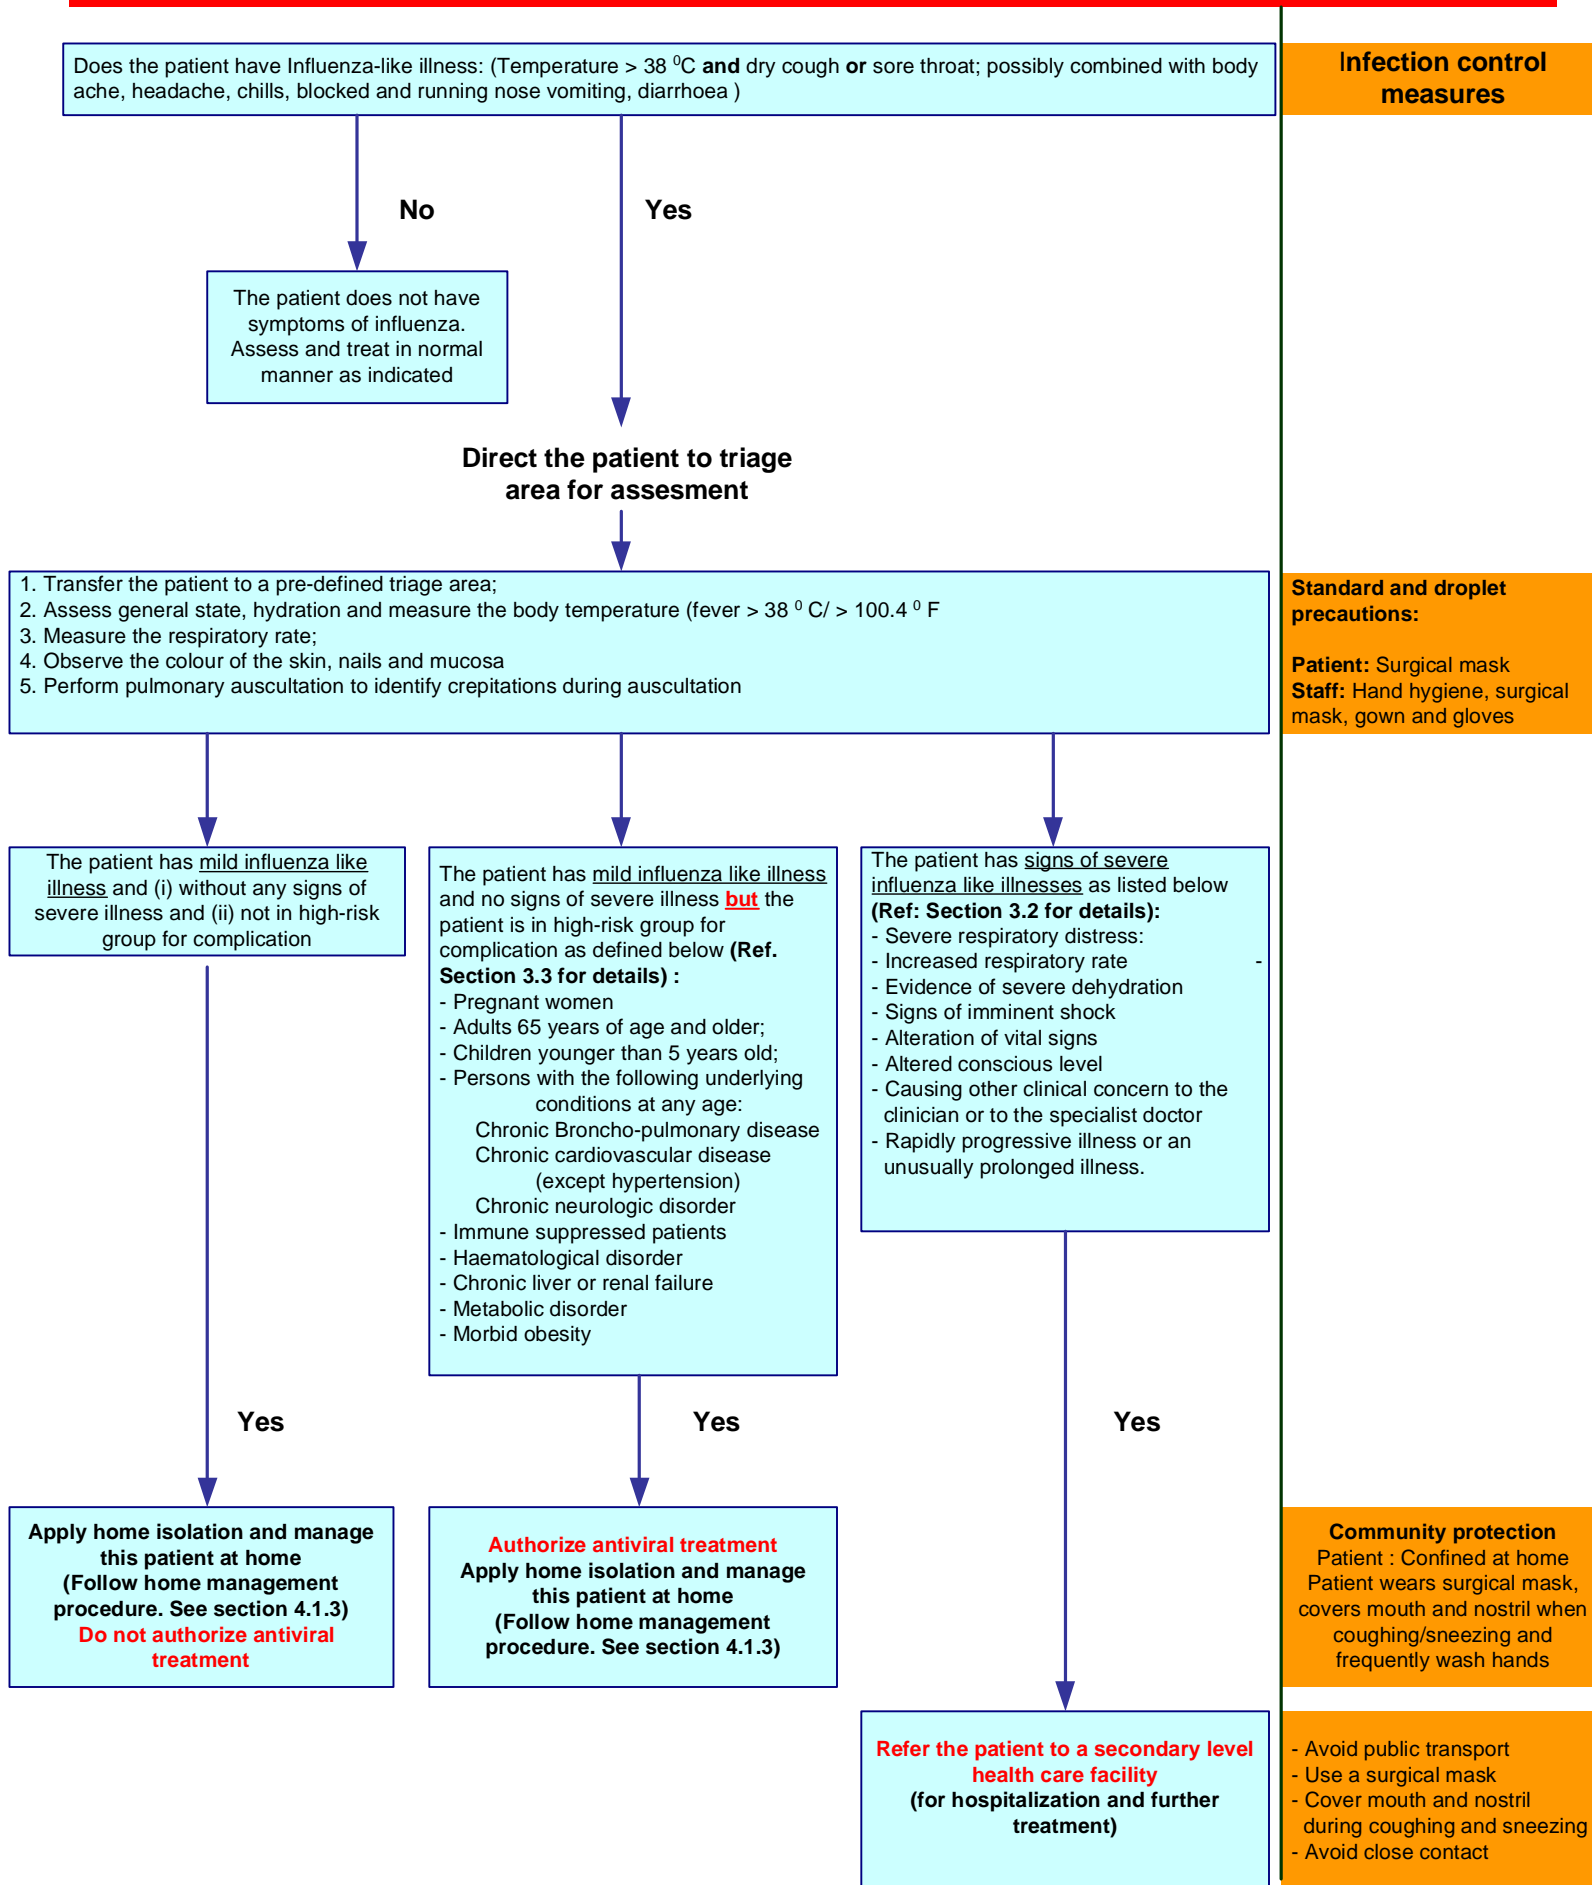 Does the patient have Influenza-like illness: (Temperature > 38 ⁰C and dry cough or sore throat; possibly combined with body
ache, headache, chills, blocked and running nose vomiting, diarrhoea )
Infection control
measures
No
Yes
The patient does not have
symptoms of influenza.
Assess and treat in normal
manner as indicated
Direct the patient to triage
area for assesment
1. Transfer the patient to a pre-defined triage area;
2. Assess general state, hydration and measure the body temperature (fever > 38 ⁰ C/ > 100.4 ⁰ F
3. Measure the respiratory rate;
4. Observe the colour of the skin, nails and mucosa
5. Perform pulmonary auscultation to identify crepitations during auscultation
Standard and droplet
precautions:
Patient: Surgical mask
Staff: Hand hygiene, surgical
mask, gown and gloves
The patient has mild influenza like
illness and (i) without any signs of
severe illness and (ii) not in high-risk
group for complication
The patient has mild influenza like illness
and no signs of severe illness but the
patient is in high-risk group for
complication as defined below (Ref.
Section 3.3 for details) :
- Pregnant women
- Adults 65 years of age and older;
- Children younger than 5 years old;
- Persons with the following underlying
conditions at any age:
Chronic Broncho-pulmonary disease
Chronic cardiovascular disease
(except hypertension)
Chronic neurologic disorder
- Immune suppressed patients
- Haematological disorder
- Chronic liver or renal failure
- Metabolic disorder
- Morbid obesity
The patient has signs of severe
influenza like illnesses as listed below
(Ref: Section 3.2 for details):
- Severe respiratory distress:
- Increased respiratory rate -
- Evidence of severe dehydration
- Signs of imminent shock
- Alteration of vital signs
- Altered conscious level
- Causing other clinical concern to the
clinician or to the specialist doctor
- Rapidly progressive illness or an
unusually prolonged illness.
Yes
Yes
Yes
Apply home isolation and manage
this patient at home
(Follow home management
procedure. See section 4.1.3)
Do not authorize antiviral
treatment
Authorize antiviral treatment
Apply home isolation and manage
this patient at home
(Follow home management
procedure. See section 4.1.3)
Community protection
Patient : Confined at home
Patient wears surgical mask,
covers mouth and nostril when
coughing/sneezing and
frequently wash hands
Refer the patient to a secondary level
health care facility
(for hospitalization and further
treatment)
- Avoid public transport
- Use a surgical mask
- Cover mouth and nostril
during coughing and sneezing
- Avoid close contact